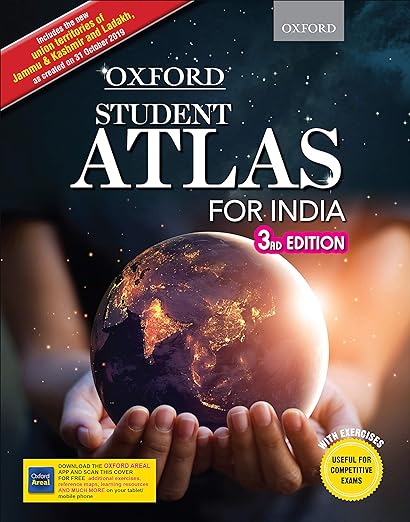 Includes the new
union territories of
Jammu & Kashmir and Ladakh,
as created on 31 October 2019
OXFORD
OXFORD
STUDENT
ATLAS
FOR INDIA
3RD EDITION
WITH EXERCISES
USEFUL FOR
COMPETITIVE
EXAMS
Oxford
Areal
DOWNLOAD THE OXFORD AREAL
APP AND SCAN THIS COVER
FOR FREE additional exercises,
reference maps, learning resources
AND MUCH MORE on your tablet/
mobile phone